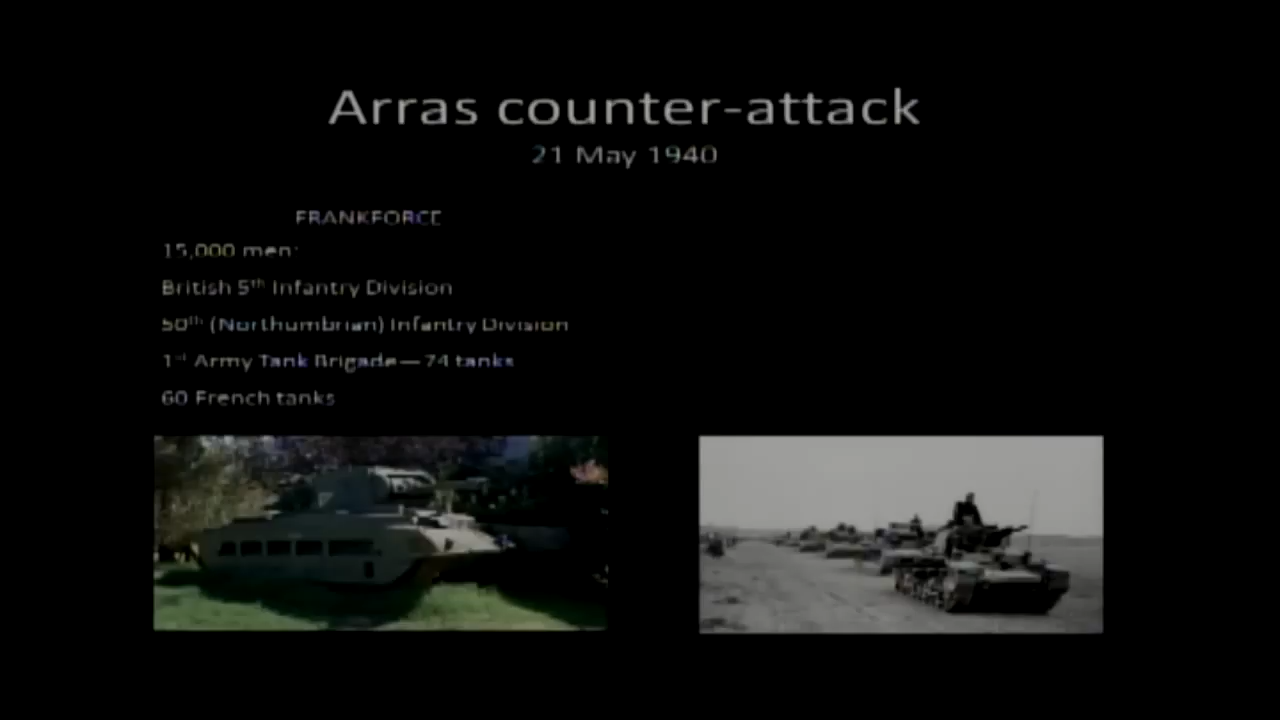 Arras counter-attack
21 May 1940
FRANKFORCE
15,000 men:
British 5th Infantry Division
50th (Northumbrian) Infantry Division
1st Army Tank Brigade—74 tanks
60 French tanks